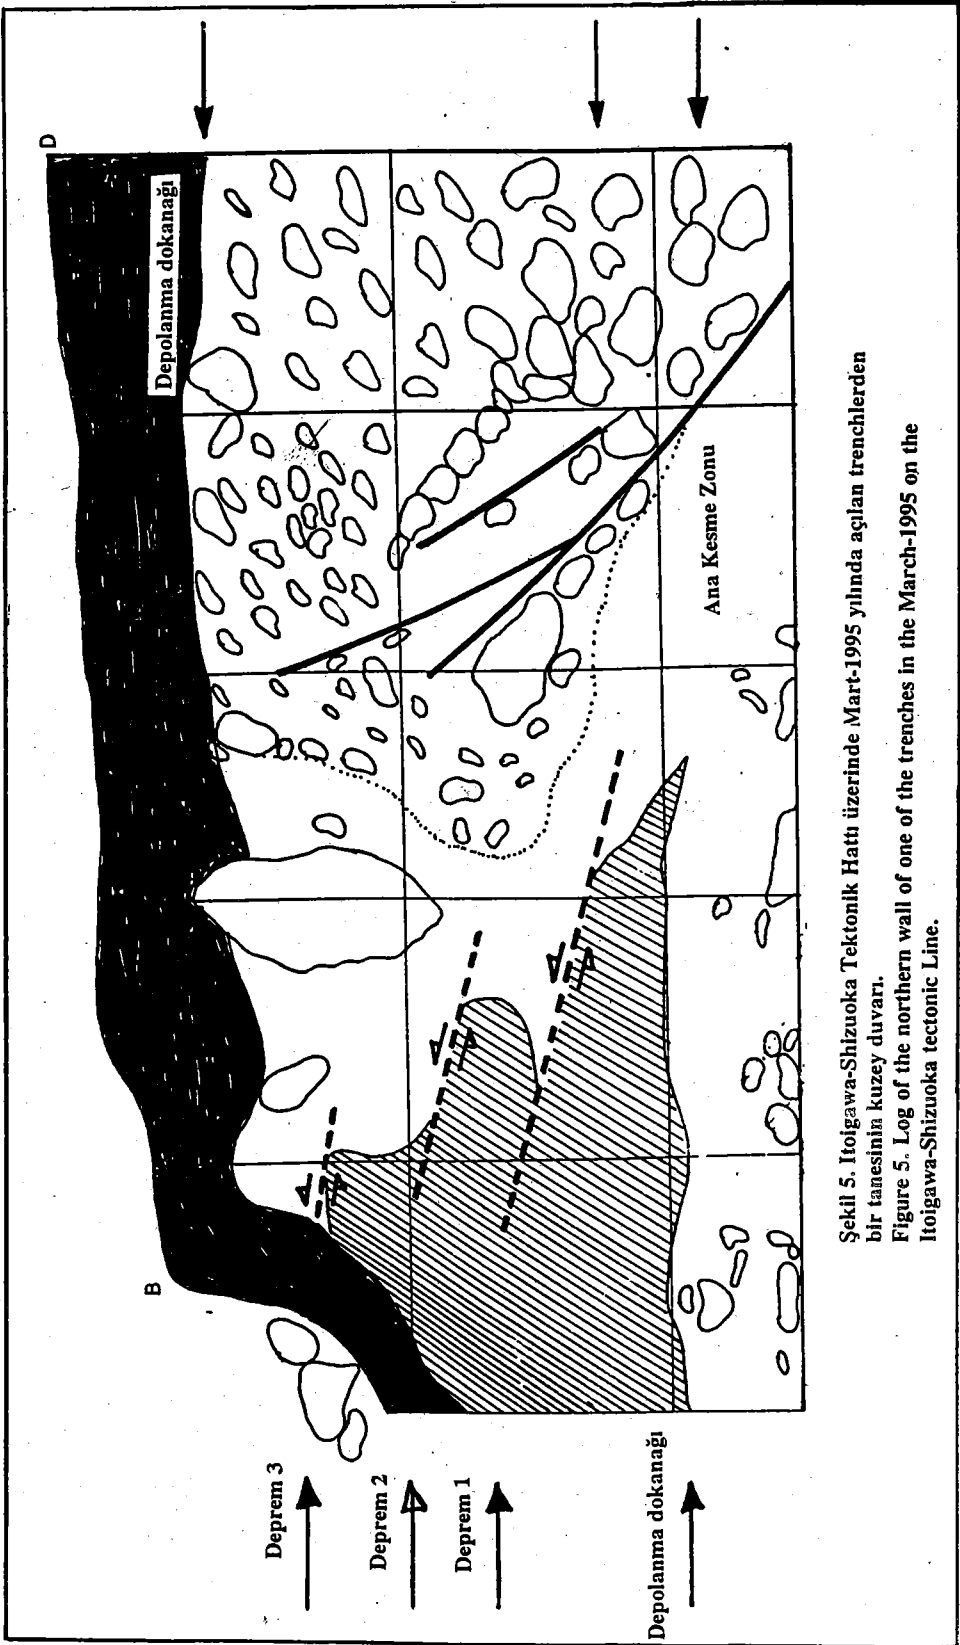 D
Depolanma dokanağı
B
Ana Kesme Zonu
Deprem 3
Deprem 2
Deprem 1
Depolanma dokanağı
Şekil 5. Itoigawa-Shizuoka Tektonik Hattı üzerinde Mart-1995 yılında açılan trenchlerden
bir tanesinin kuzey duvarı.
Figure 5. Log of the northern wall of one of the trenches in the March-1995 on the
Itoigawa-Shizuoka tectonic Line.